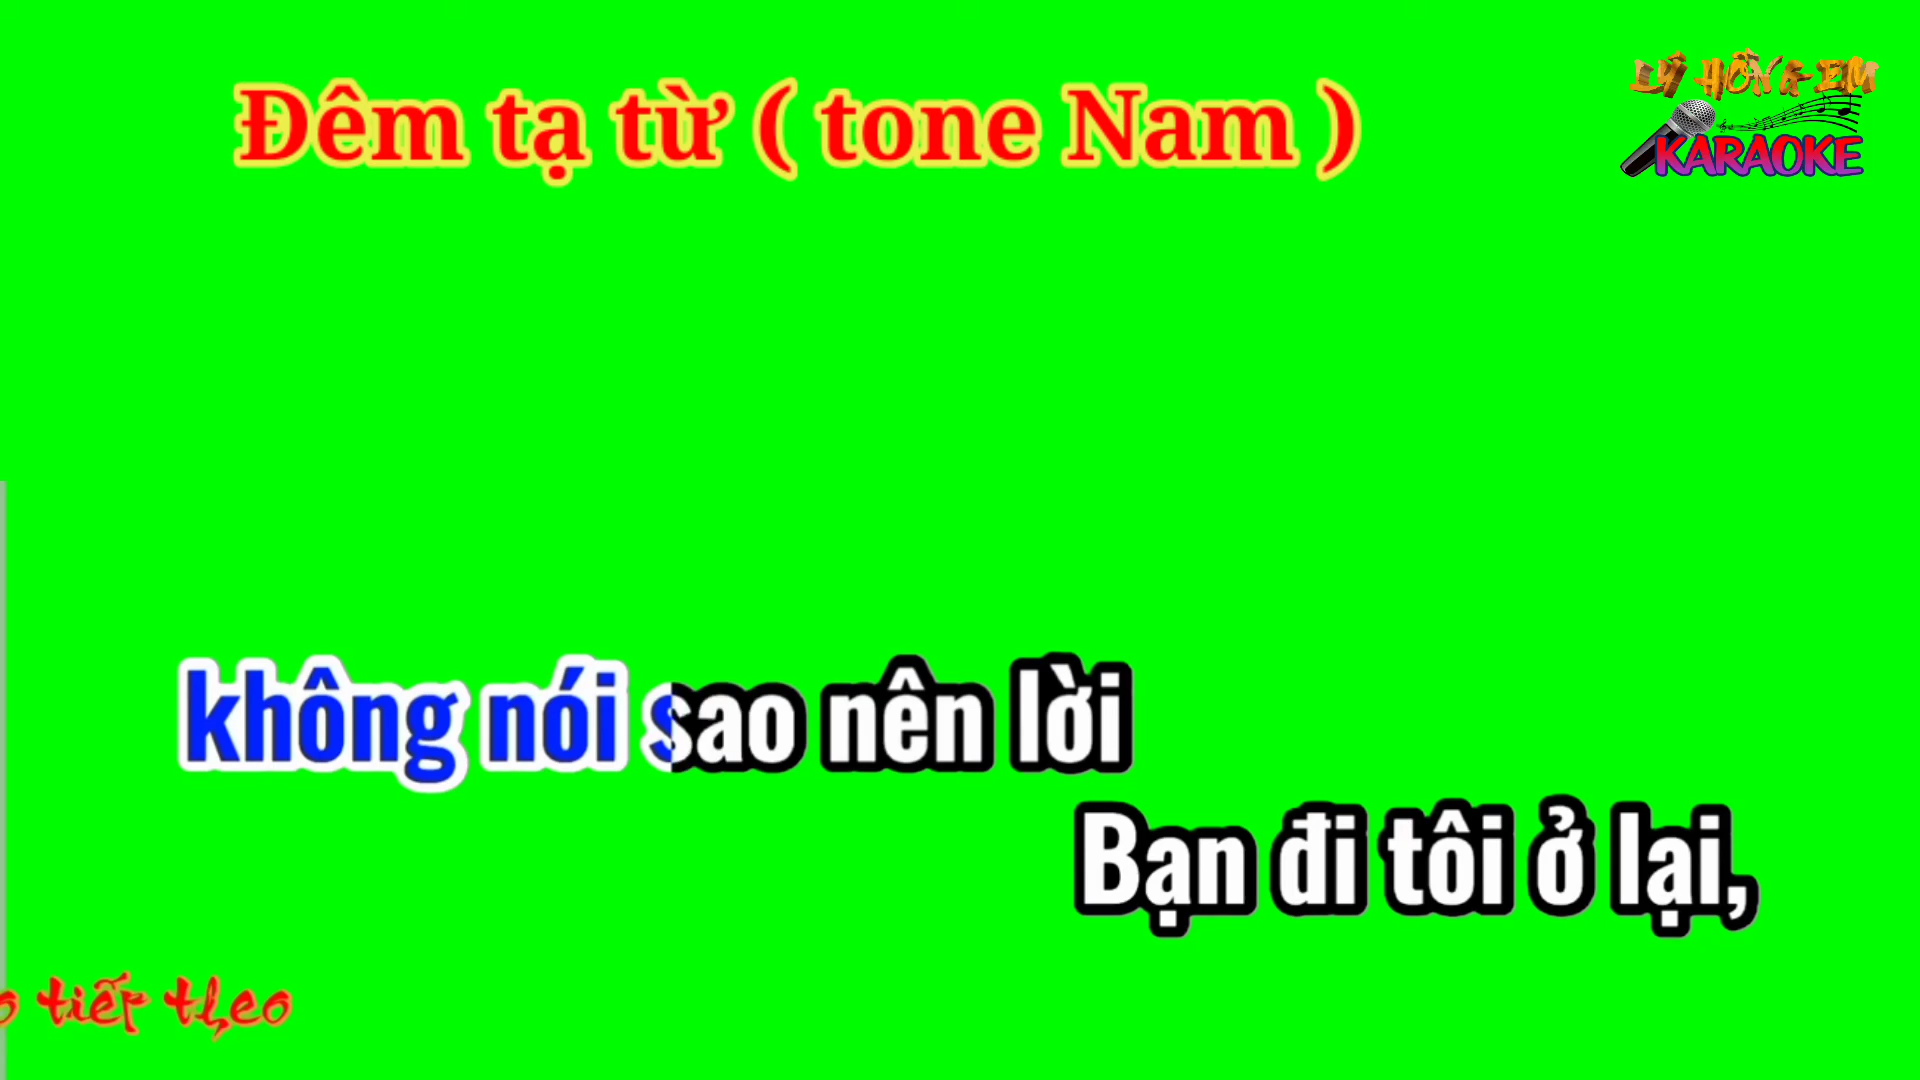 Đêm tạ từ ( tone Nam )
LÝ HỒNG EM
KARAOKE
không nói sao nên lời
Bạn đi tôi ở lại,
tiếp theo